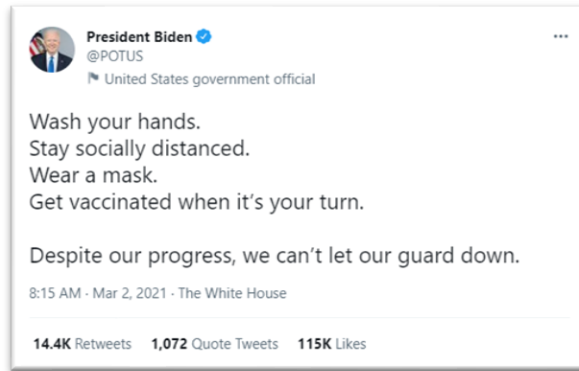 President Biden
@POTUS
United States government official
Wash your hands.
Stay socially distanced.
Wear a mask.
Get vaccinated when it's your turn.
Despite our progress, we can't let our guard down.
8:15 AM · Mar 2, 2021 · The White House
14.4K Retweets 1,072 Quote Tweets 115K Likes